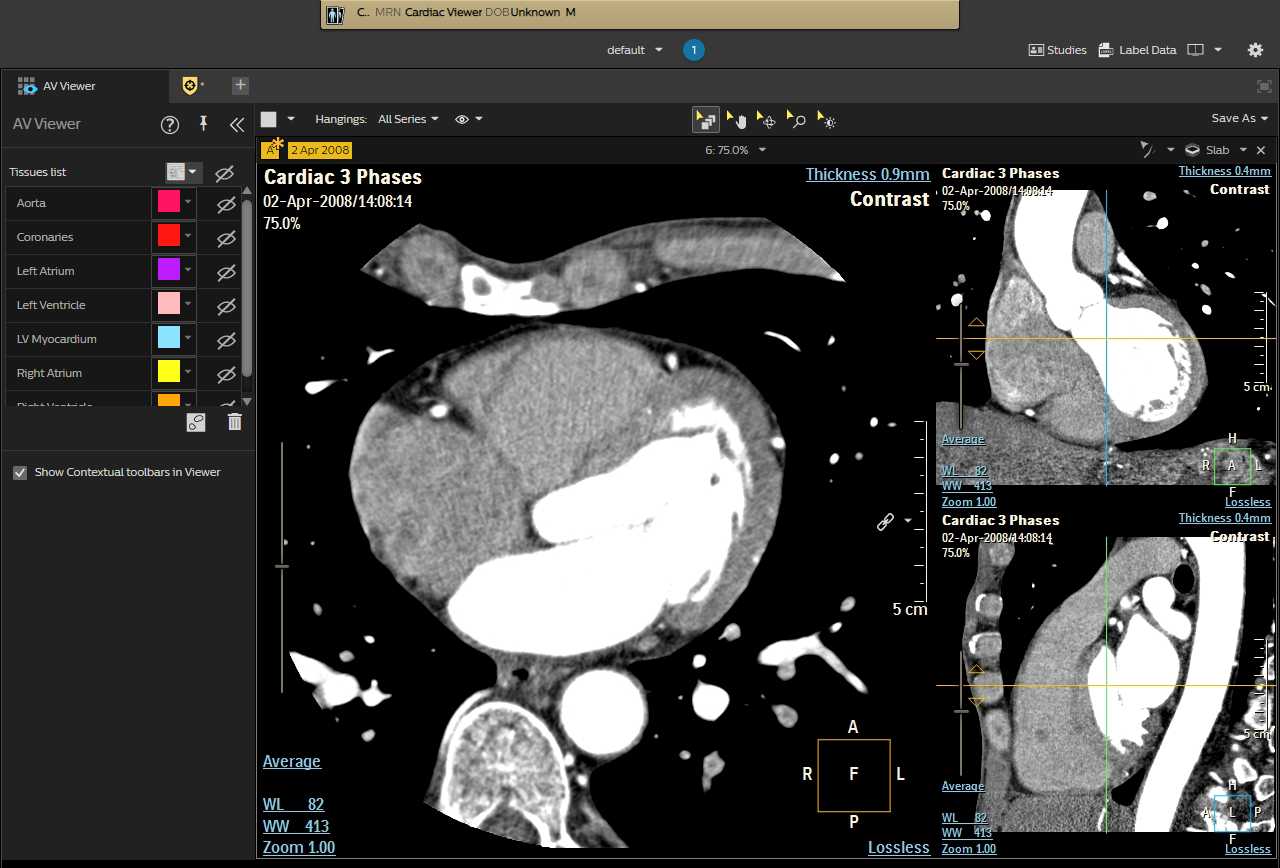 C.. MRN Cardiac Viewer DOB Unknown M
default 1 Studies Label Data
AV Viewer +
AV Viewer ?
Hangings: All Series
Save As
Tissues list
A* 2 Apr 2008
6: 75.0%
Slab
Aorta
Coronaries
Left Atrium
Left Ventricle
LV Myocardium
Right Atrium
Right Ventricle
Show Contextual toolbars in Viewer
Cardiac 3 Phases
02-Apr-2008/14:08:14
75.0%
Thickness 0.9mm
Contrast
5 cm
A
R F L
P
Average
WL 82
WW 413
Zoom 1.00
Lossless
Cardiac 3 Phases
02-Apr-2008/14:08:14
75.0%
Thickness 0.4mm
Contrast
5 cm
Average
H
R A L
F
WL 82
WW 413
Zoom 1.00
Lossless
Cardiac 3 Phases
02-Apr-2008/14:08:14
75.0%
Thickness 0.4mm
Contrast
5 cm
Average
H
A L P
F
WL 82
WW 413
Zoom 1.00
Lossless